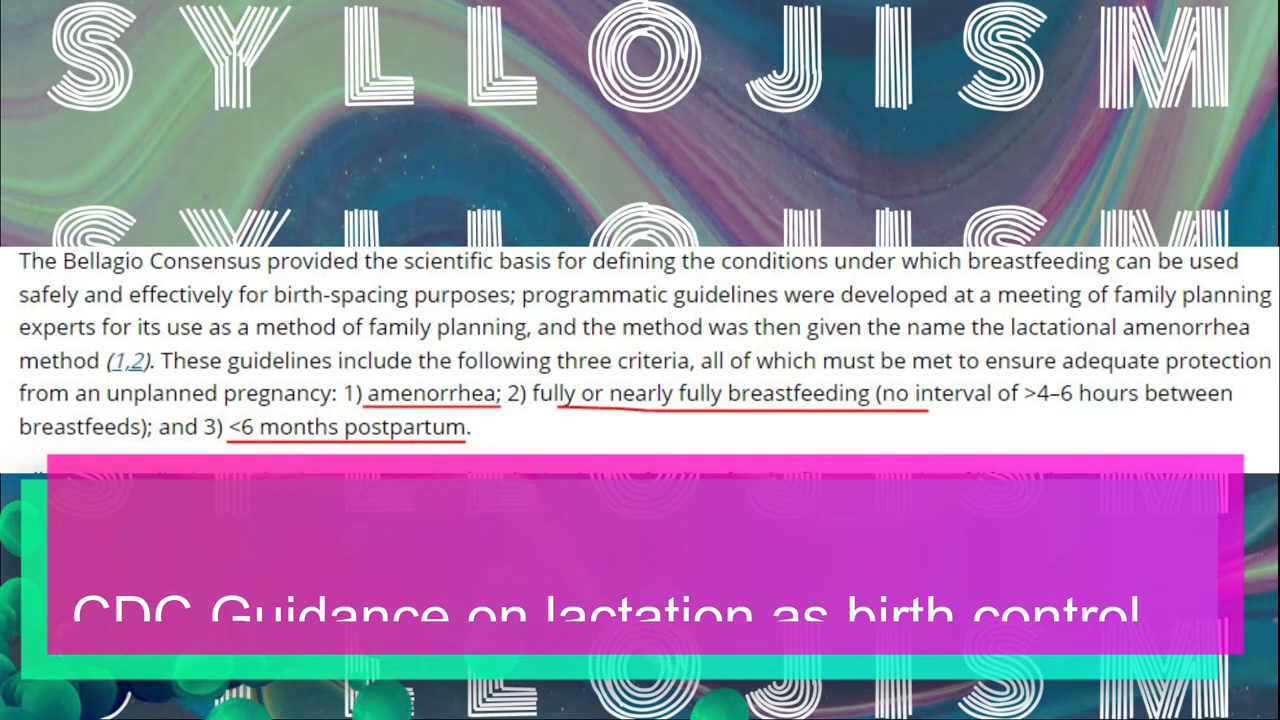 SYLLOJISM
SYLLOJISM
The Bellagio Consensus provided the scientific basis for defining the conditions under which breastfeeding can be used
safely and effectively for birth-spacing purposes; programmatic guidelines were developed at a meeting of family planning
experts for its use as a method of family planning, and the method was then given the name the lactational amenorrhea
method (1,2). These guidelines include the following three criteria, all of which must be met to ensure adequate protection
from an unplanned pregnancy: 1) amenorrhea; 2) fully or nearly fully breastfeeding (no interval of >4–6 hours between
breastfeeds); and 3) <6 months postpartum.
SYLLOJISM
CDC Guidance on lactation as birth control
SYLLOJISM